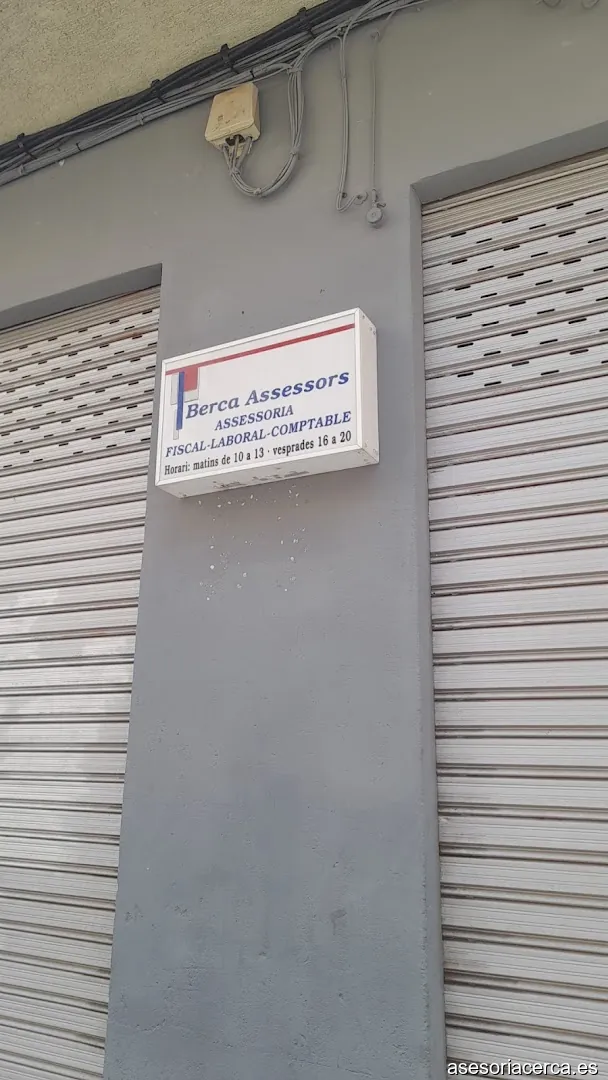 Berca Assessors
ASSESSORIA
FISCAL-LABORAL-COMPTABLE
Horari: matins de 10 a 13 · vesprades 16 a 20
asesoriacerca.es